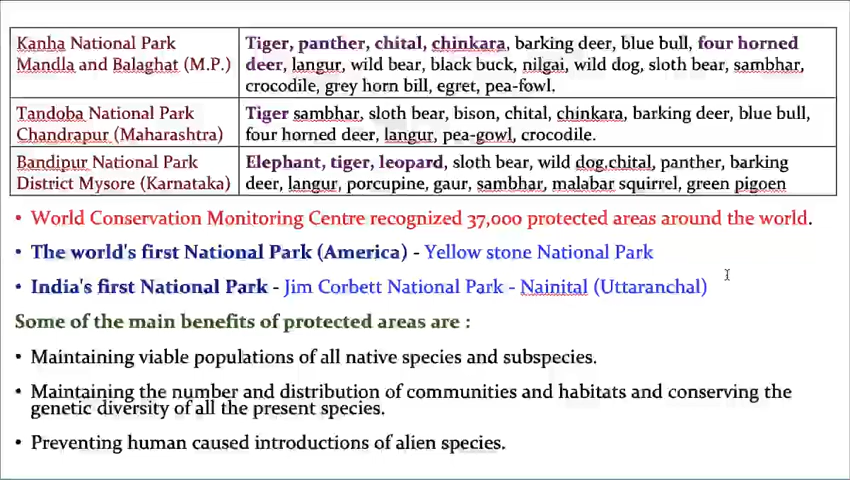 Kanha National Park
Mandla and Balaghat (M.P.)
Tiger, panther, chital, chinkara, barking deer, blue bull, four horned
deer, langur, wild bear, black buck, nilgai, wild dog, sloth bear, sambhar,
crocodile, grey horn bill, egret, pea-fowl.
Tandoba National Park
Chandrapur (Maharashtra)
Tiger sambhar, sloth bear, bison, chital, chinkara, barking deer, blue bull,
four horned deer, langur, pea-gowl, crocodile.
Bandipur National Park
District Mysore (Karnataka)
Elephant, tiger, leopard, sloth bear, wild dog,chital, panther, barking
deer, langur, porcupine, gaur, sambhar, malabar squirrel, green pigoen
• World Conservation Monitoring Centre recognized 37,000 protected areas around the world.
• The world's first National Park (America) - Yellow stone National Park
• India's first National Park - Jim Corbett National Park - Nainital (Uttaranchal)
Some of the main benefits of protected areas are :
• Maintaining viable populations of all native species and subspecies.
• Maintaining the number and distribution of communities and habitats and conserving the
genetic diversity of all the present species.
• Preventing human caused introductions of alien species.